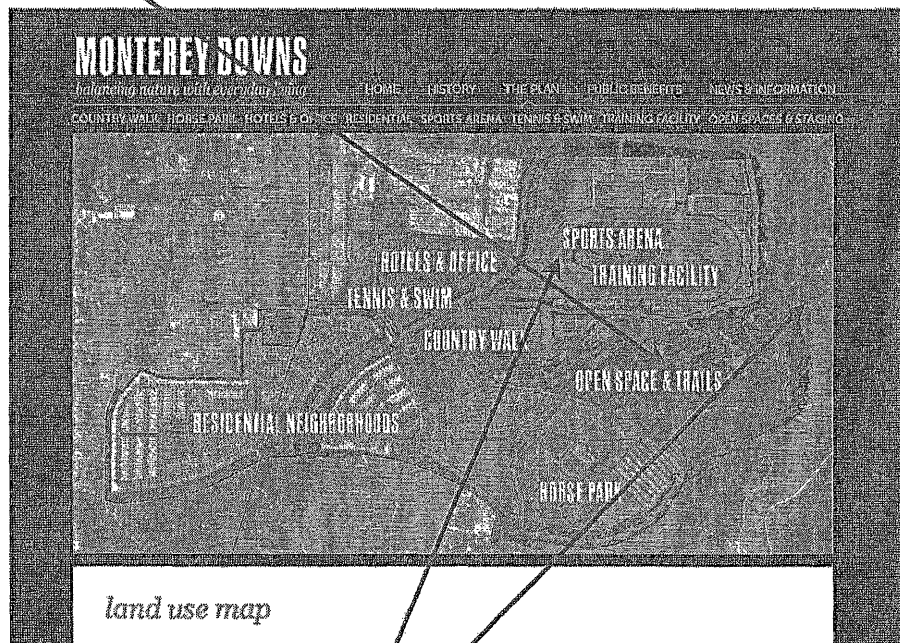 MONTEREY DOWNS
balancing nature with everyday living
HOME HISTORY THE PLAN PUBLIC BENEFITS NEWS & INFORMATION
COUNTRY WALK HORSE PARK HOTELS & OFFICE RESIDENTIAL SPORTS ARENA TENNIS & SWIM TRAINING FACILITY OPEN SPACES & STAGING
SPORTS ARENA
HOTELS & OFFICE
TRAINING FACILITY
TENNIS & SWIM
COUNTRY WALK
OPEN SPACE & TRAILS
RESIDENTIAL NEIGHBORHOODS
HORSE PARK
land use map